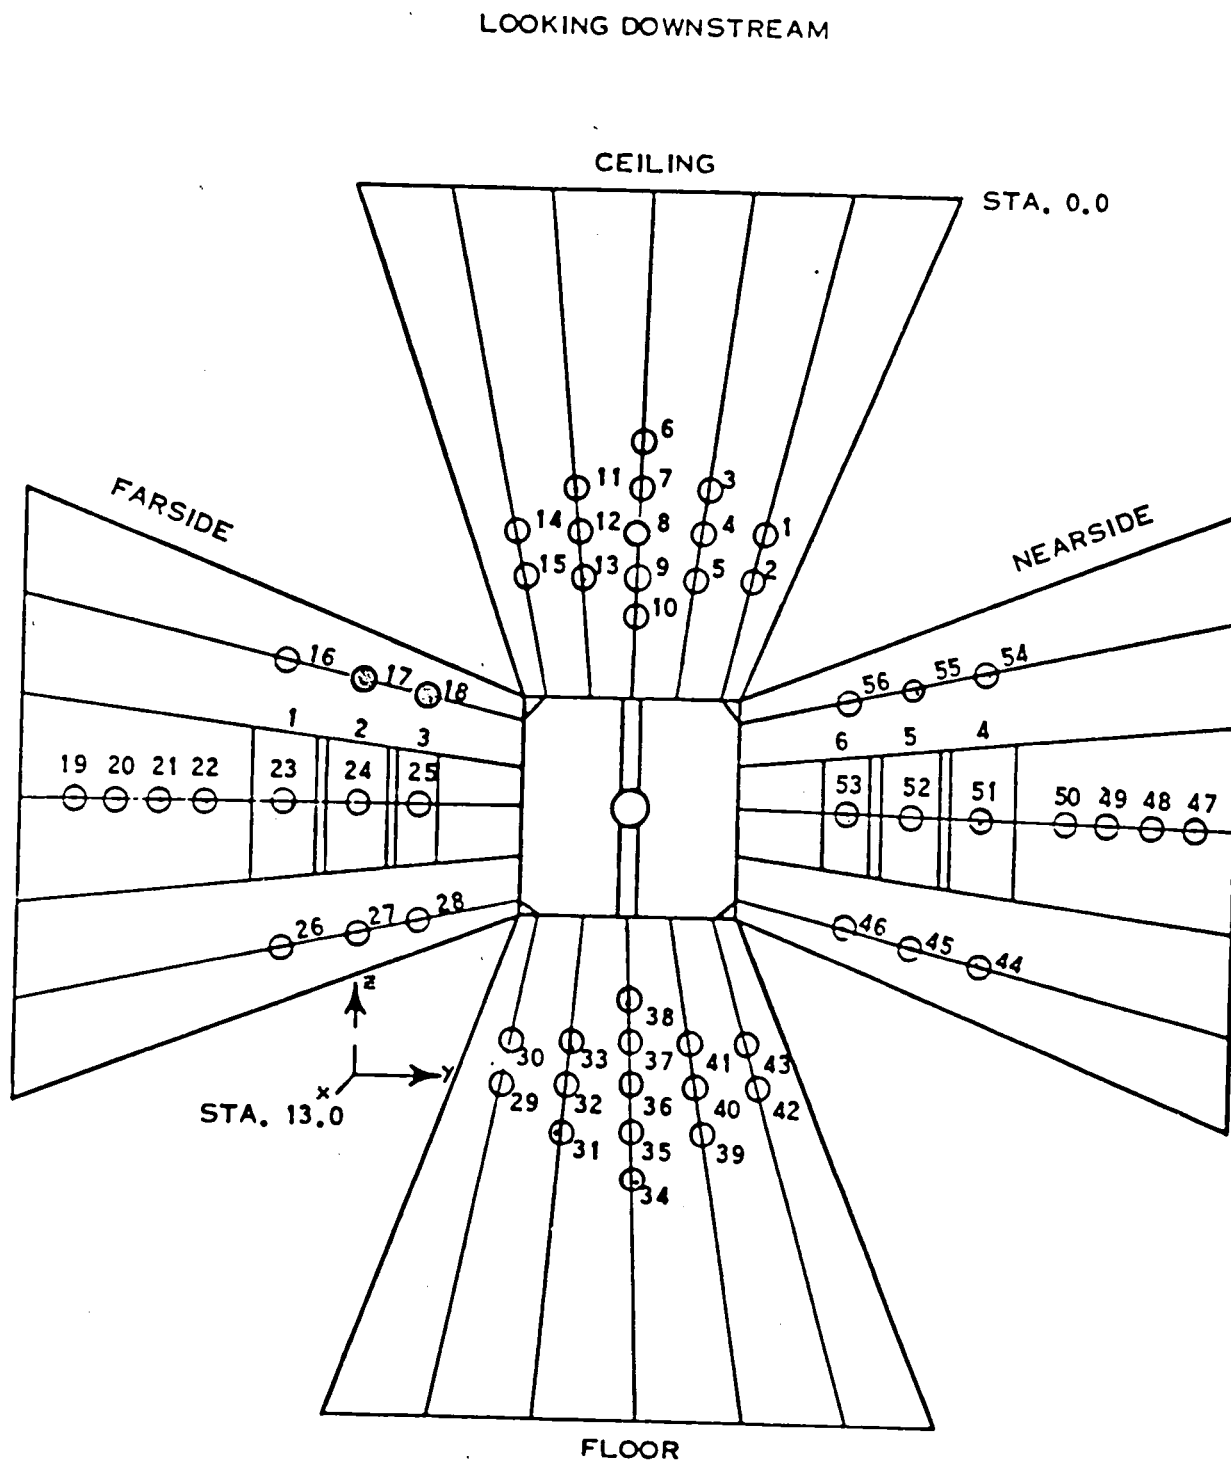 LOOKING DOWNSTREAM
CEILING
STA. 0.0
6
11 7 3
14 12 8 4 1
15 13 9 5 2
10
FARSIDE
NEARSIDE
16 17 18
56 55 54
1 2 3
6 5 4
19 20 21 22 23 24 25
53 52 51 50 49 48 47
26 27 28
46 45 44
Z
Y
X
STA. 13.0
38
30 33 37 41 43
29 32 36 40 42
31 35 39
34
FLOOR